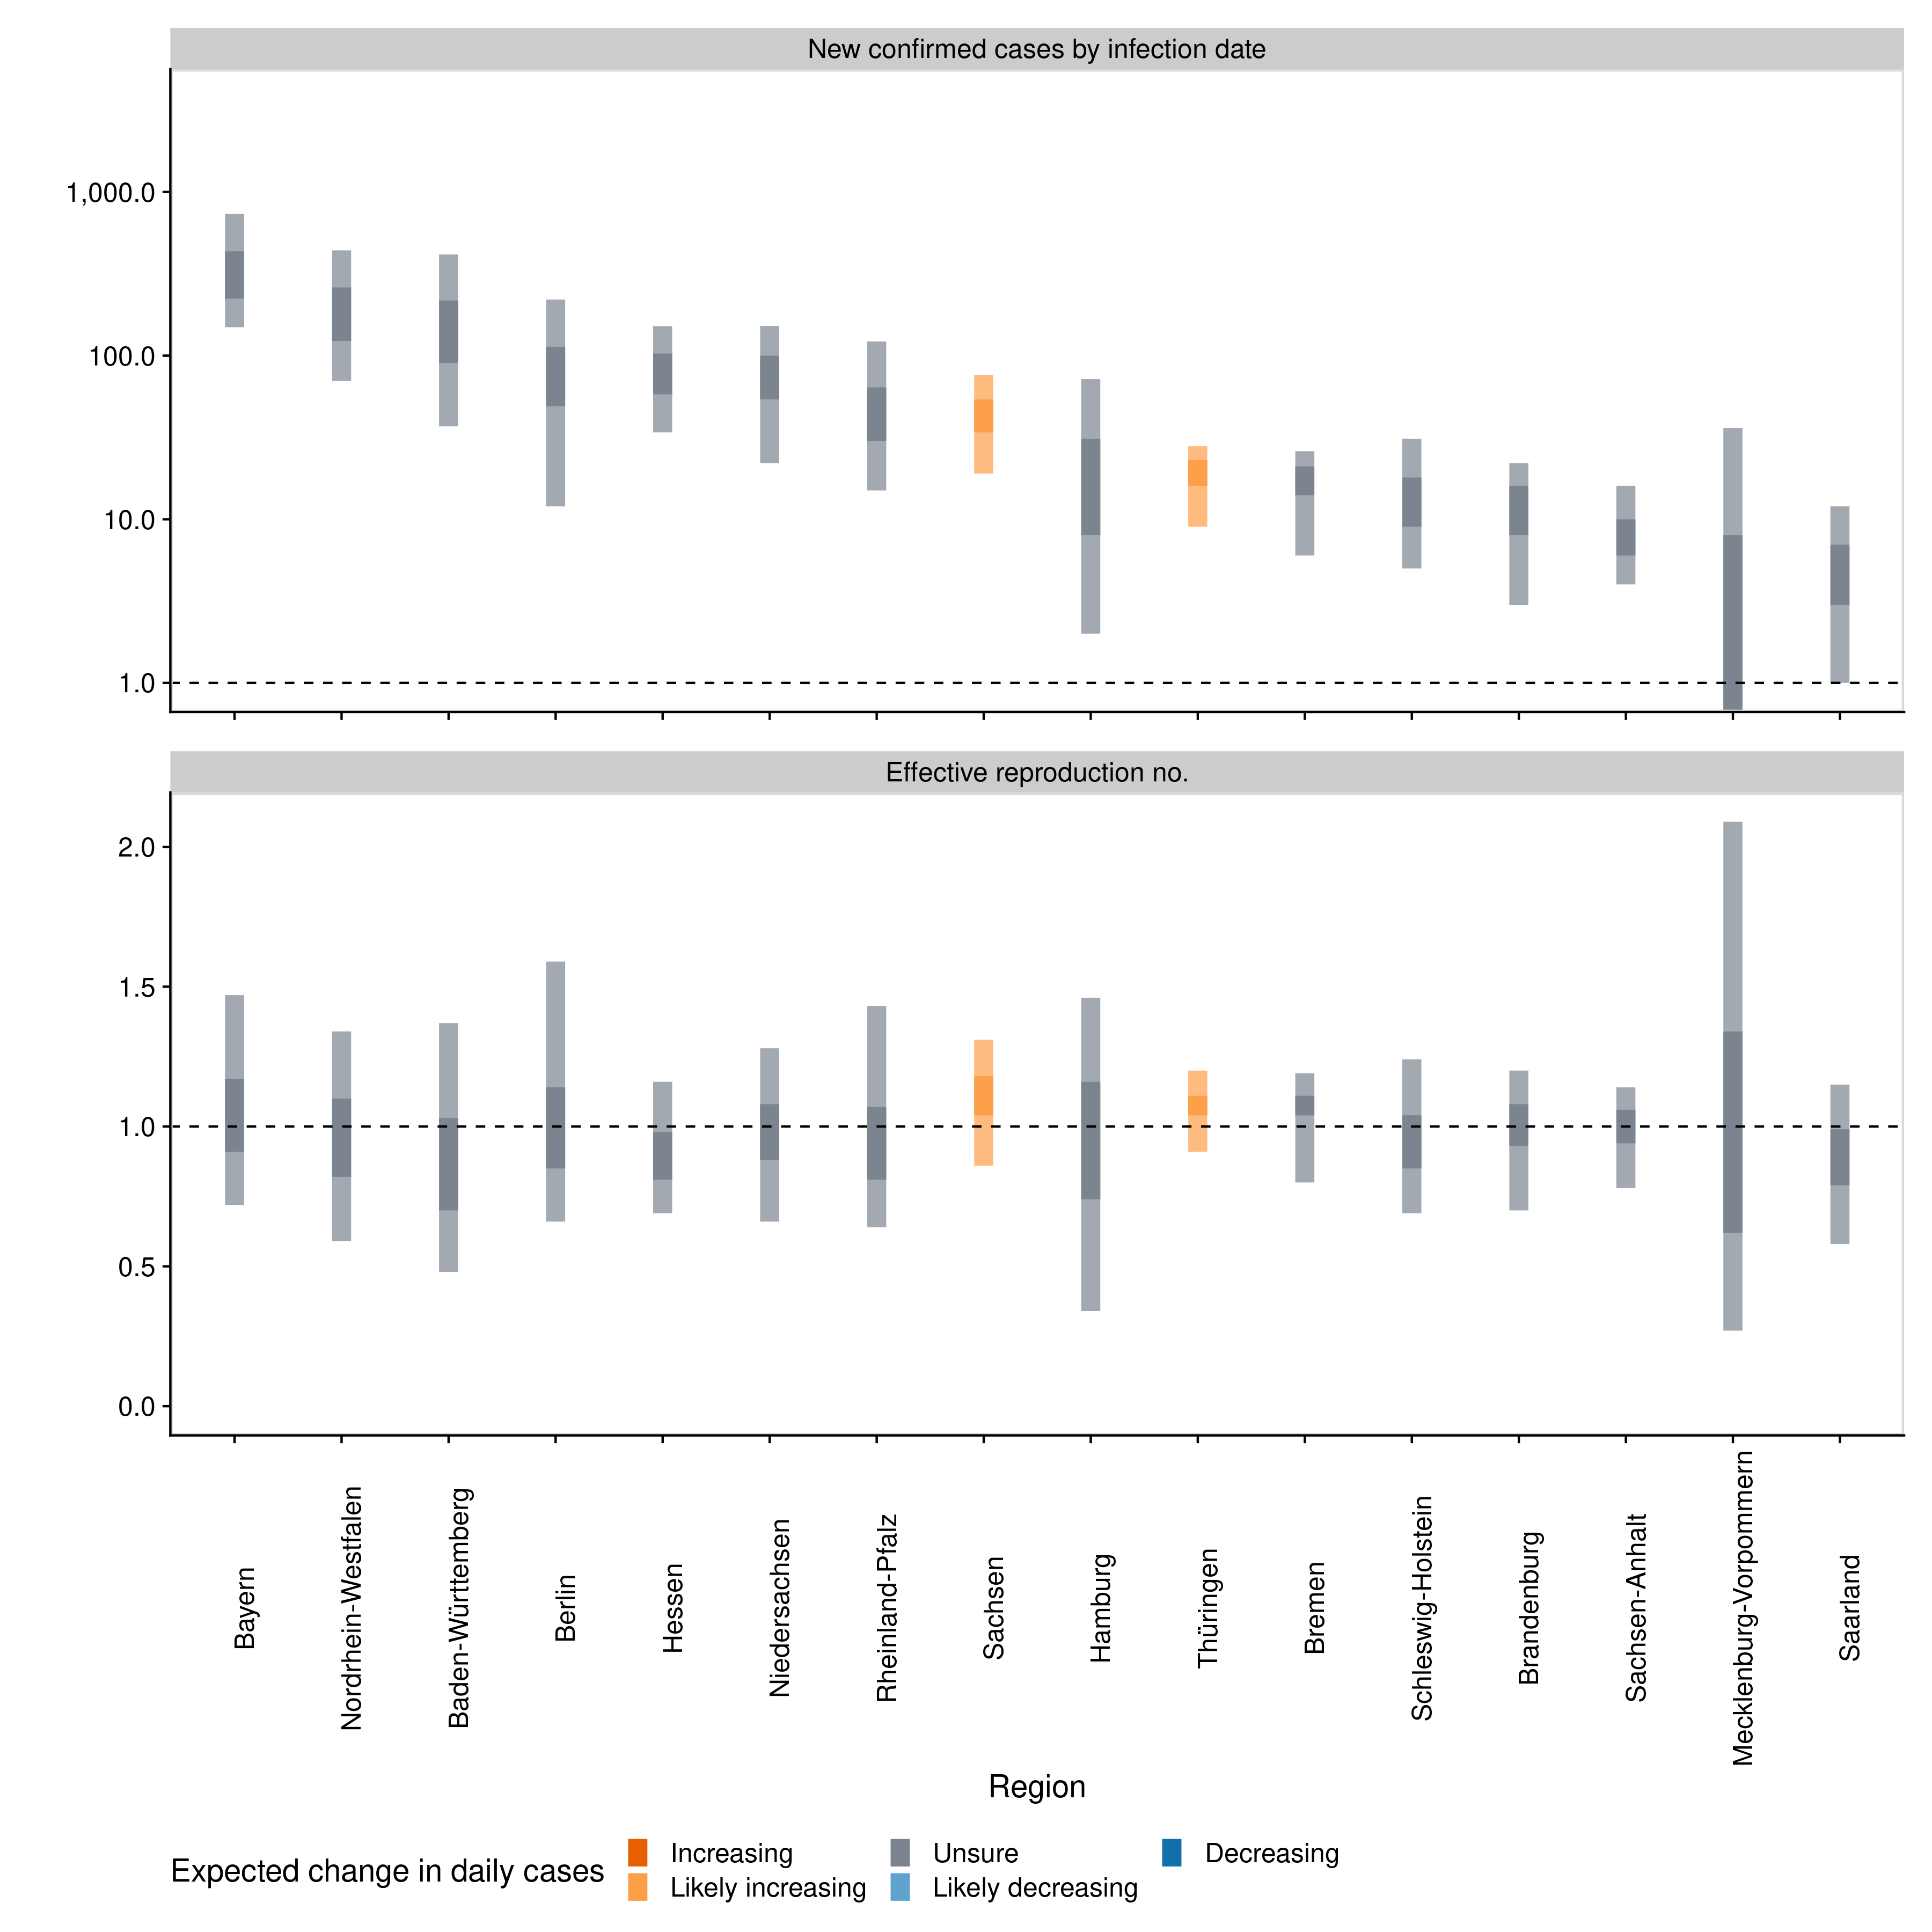 New confirmed cases by infection date
1,000.0
100.0
10.0
1.0
Effective reproduction no.
2.0
1.5
1.0
0.5
0.0
Bayern
Nordrhein-Westfalen
Baden-Württemberg
Berlin
Hessen
Niedersachsen
Rheinland-Pfalz
Sachsen
Hamburg
Thüringen
Bremen
Schleswig-Holstein
Brandenburg
Sachsen-Anhalt
Mecklenburg-Vorpommern
Saarland
Region
Expected change in daily cases
Increasing
Likely increasing
Unsure
Likely decreasing
Decreasing